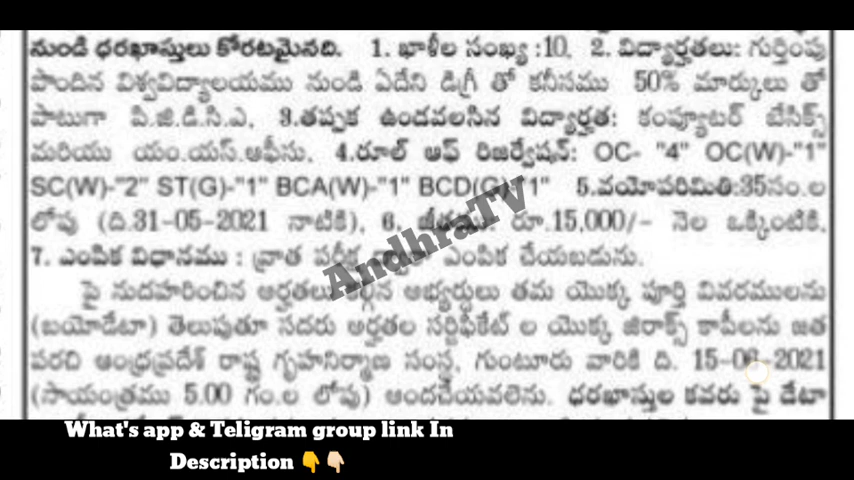 నుండి ధరఖాస్తులు కోరటమైనది. 1. ఖాళీల సంఖ్య :10, 2. విద్యార్హతలు: గుర్తింపు
పొందిన విశ్వవిద్యాలయము నుండి ఏదేని డిగ్రీ తో కనీసము 50% మార్కులు తో
పాటుగా పి.జి.డి.సి.ఎ, 3.తప్పక ఉండవలసిన విద్యార్హత: కంప్యూటర్ బేసిక్స్
మరియు యం.యస్.ఆఫీసు, 4.రూల్ ఆఫ్ రిజర్వేషన్: OC- "4" OC(W)-"1"
SC(W)-"2" ST(G)-"1" BCA(W)-"1" BCD(G)-"1" 5.వయోపరిమితి:35సం.ల
లోపు (ది.31-05-2021 నాటికి), 6, జీతము రూ.15,000/- నెల ఒక్కింటికి,
7. ఎంపిక విధానము : వ్రాత పరీక్ష ద్వారా ఎంపిక చేయబడును.
AndhraTV
పై నుదహరించిన అర్హతలు కల్గిన అభ్యర్ధులు తమ యొక్క పూర్తి వివరములను
(బయోడేటా) తెలుపుతూ సదరు అర్హతల సర్టిఫికేట్ ల యొక్క జిరాక్స్ కాపీలను జత
పరచి ఆంధ్రప్రదేశ్ రాష్ట్ర గృహనిర్మాణ సంస్థ, గుంటూరు వారికి ది. 15-06-2021
(సాయంత్రము 5.00 గం.ల లోపు) అందచేయవలెను. ధరఖాస్తుల కవరు పై డేటా
What's app & Teligram group link In
Description 👇👇🏻